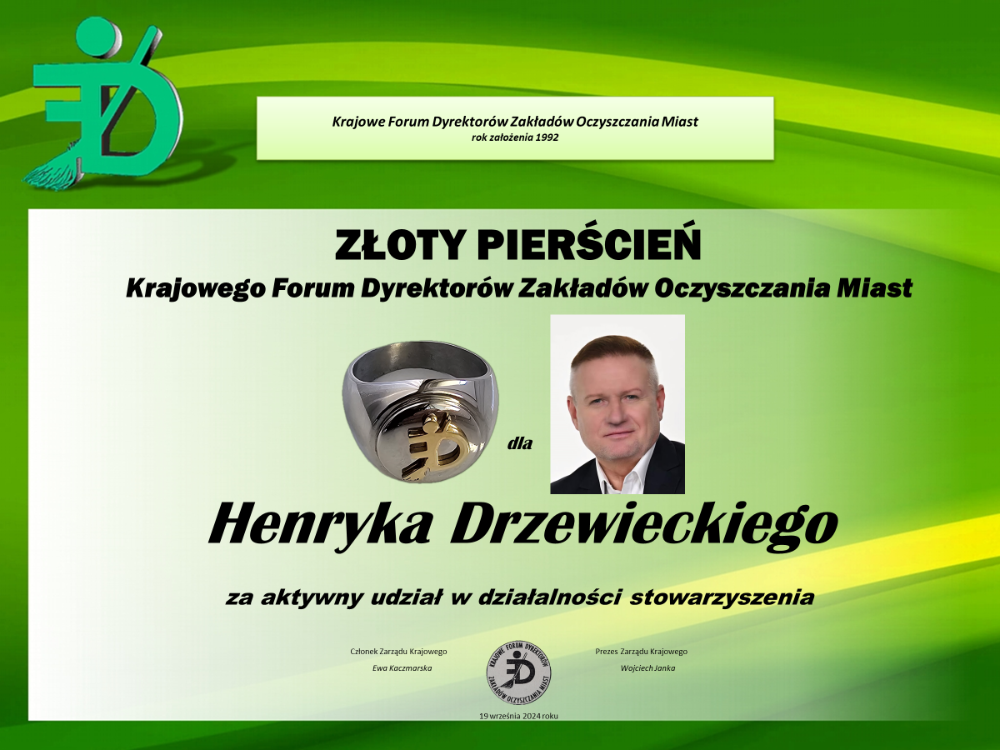 Krajowe Forum Dyrektorów Zakładów Oczyszczania Miast
rok założenia 1992
ZŁOTY PIERŚCIEŃ
Krajowego Forum Dyrektorów Zakładów Oczyszczania Miast
dla
Henryka Drzewieckiego
za aktywny udział w działalności stowarzyszenia
Członek Zarządu Krajowego
Ewa Kaczmarska
KRAJOWE FORUM DYREKTORÓW
ZAKŁADÓW OCZYSZCZANIA MIAST
Prezes Zarządu Krajowego
Wojciech Janka
19 września 2024 roku